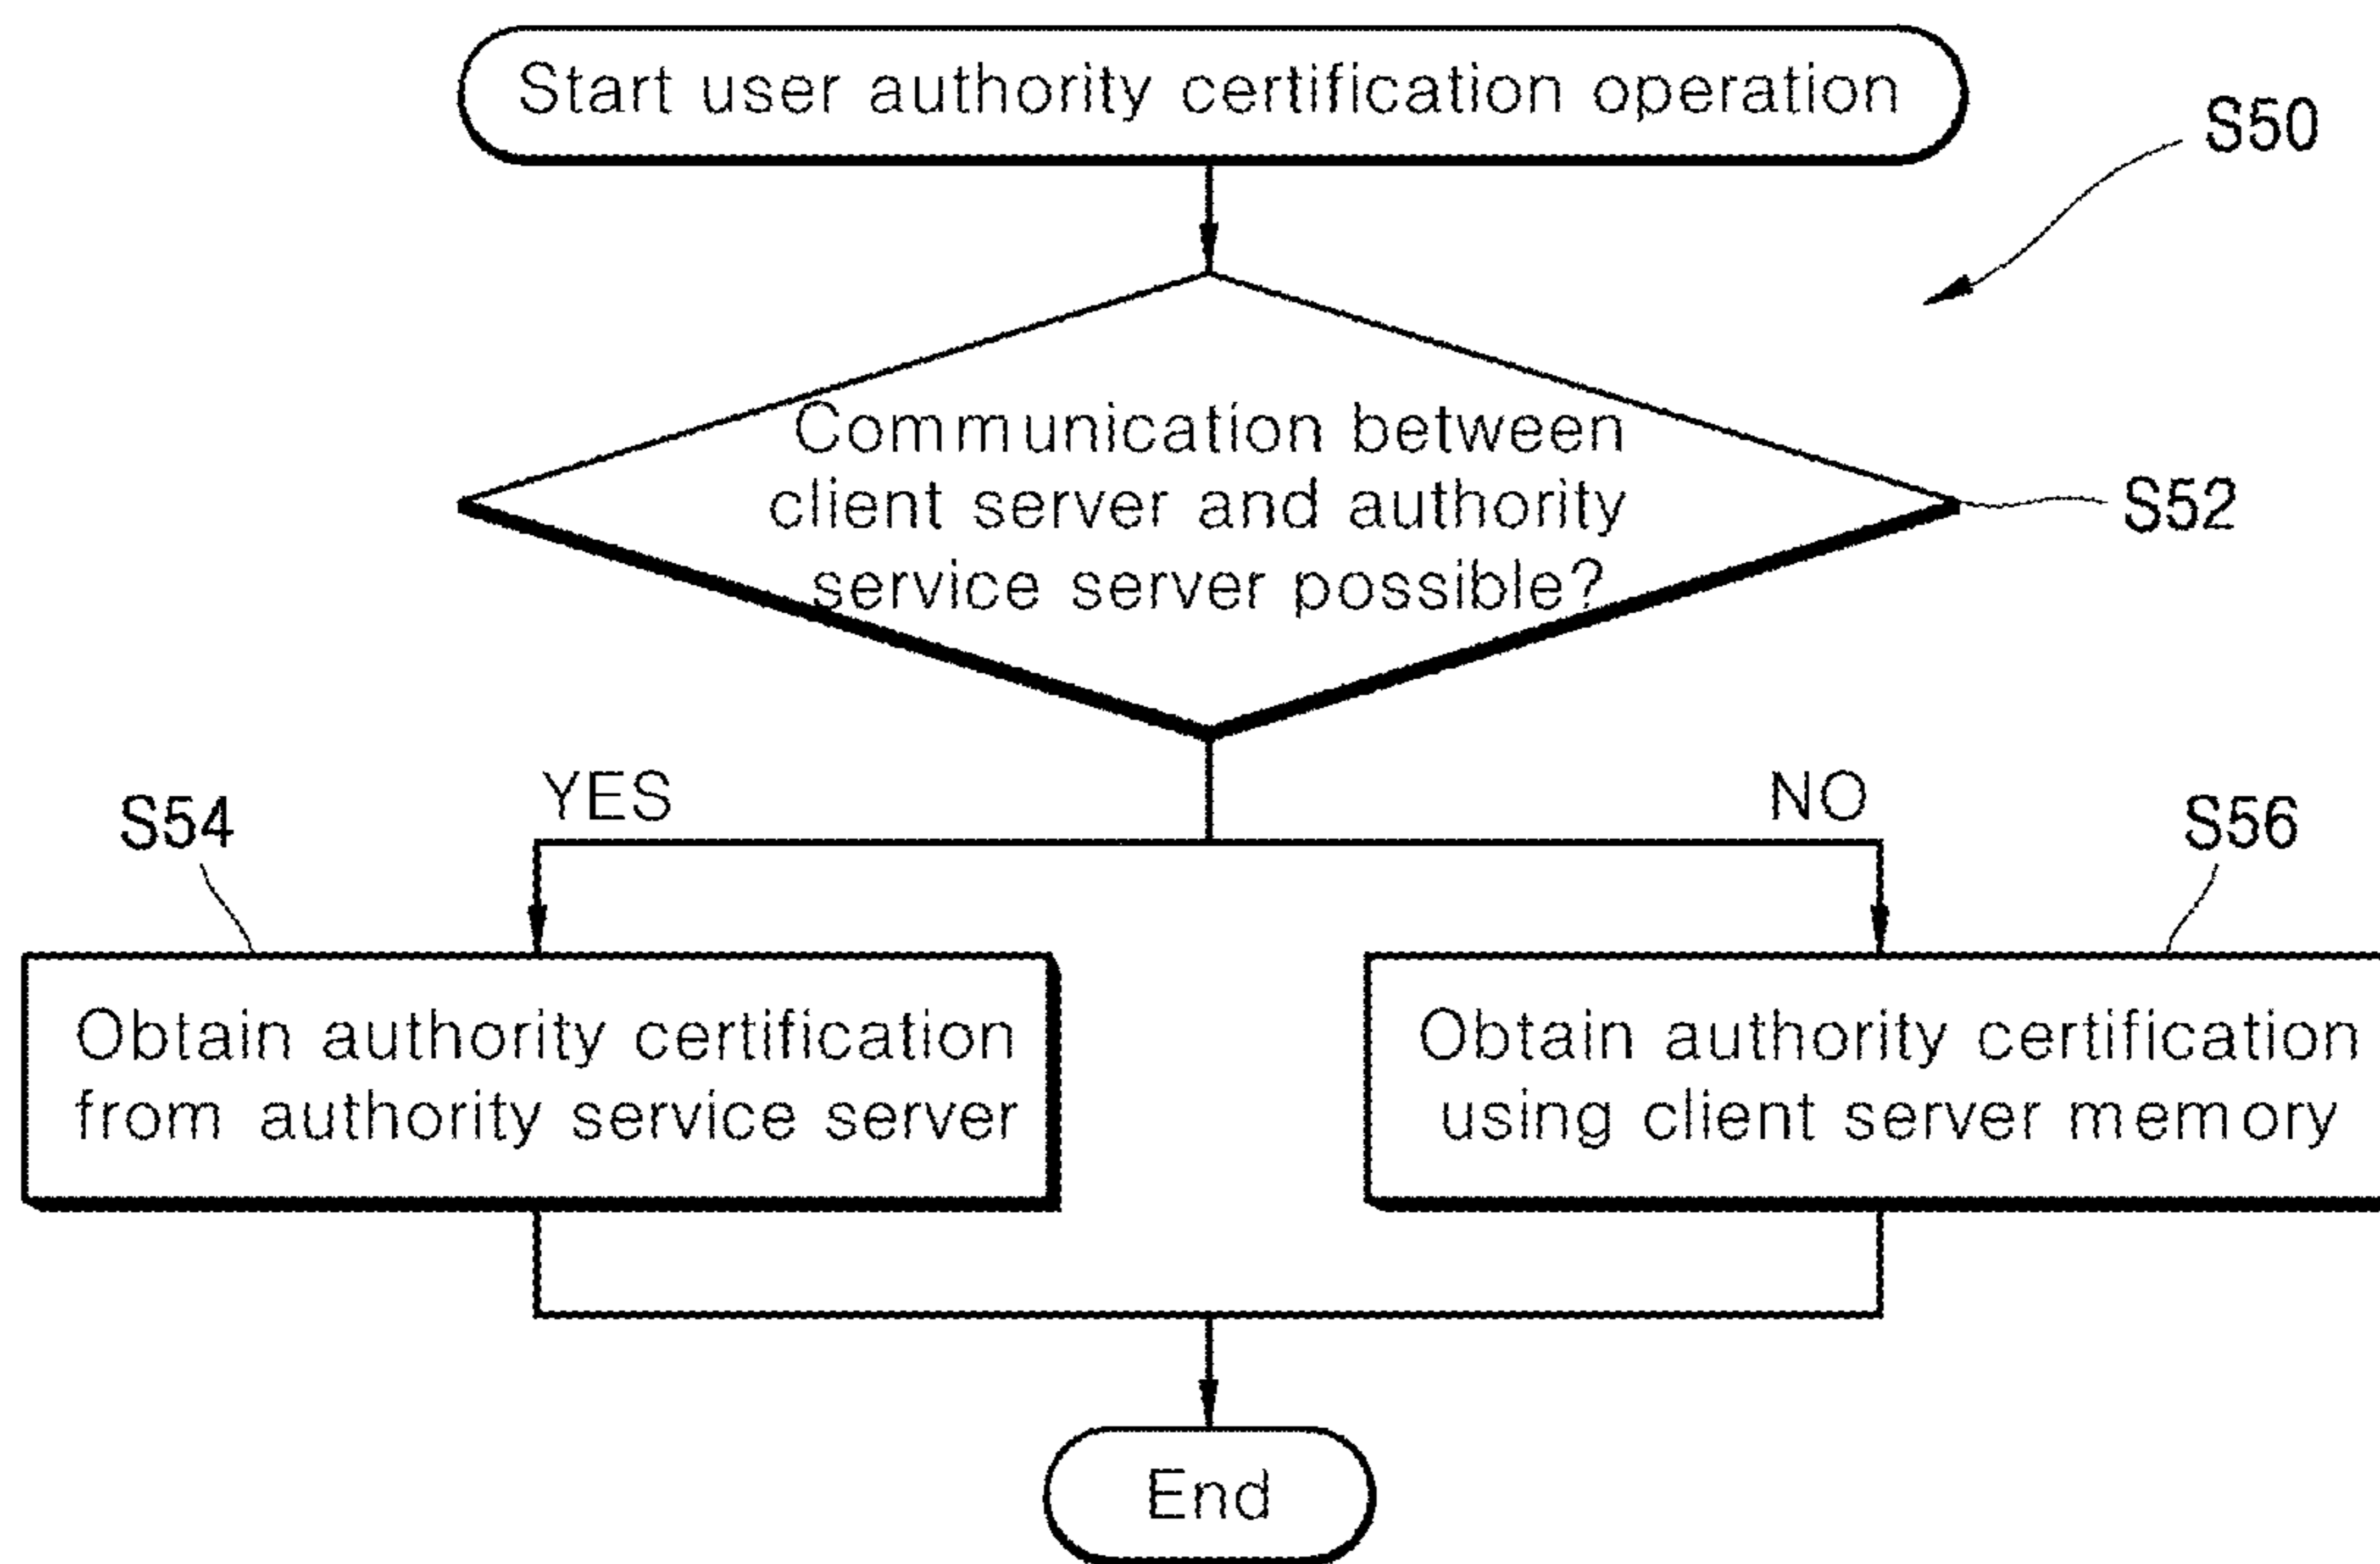 Start user authority certification operation
S50
Communication between
client server and authority
service server possible?
S52
YES
NO
S54
S56
Obtain authority certification
from authority service server
Obtain authority certification
using client server memory
End